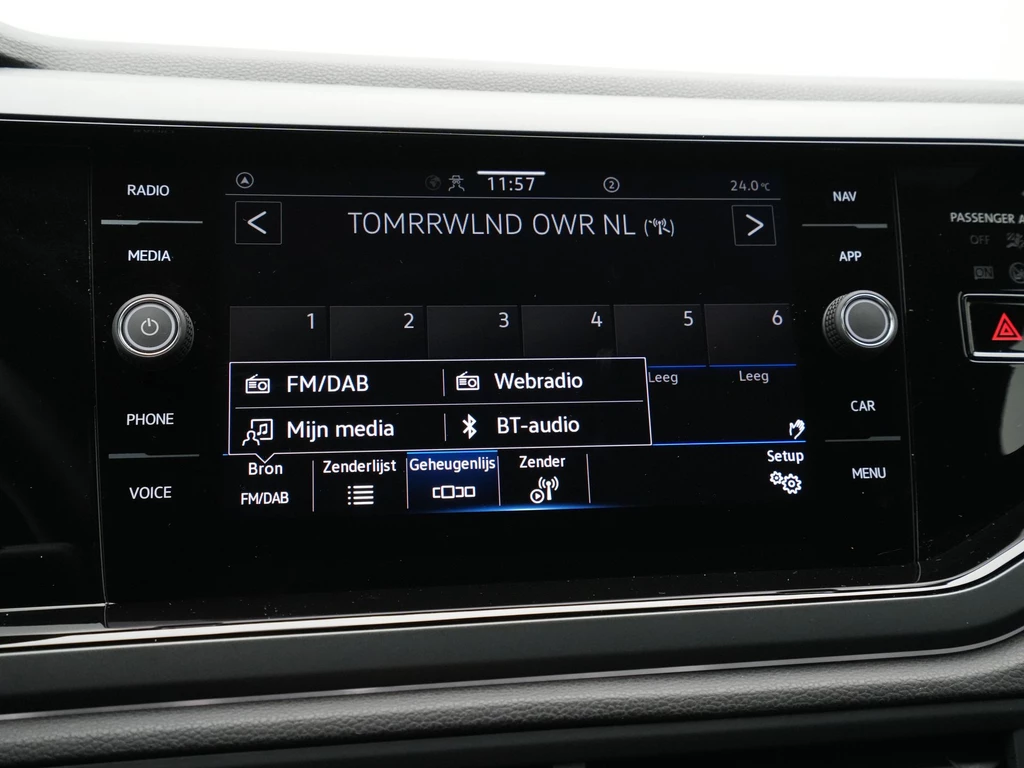 RADIO
MEDIA
PHONE
VOICE
11:57
2
24.0°C
<
TOMRRWLND OWR NL
>
1
2
3
4
5
6
FM/DAB
Webradio
Leeg
Leeg
Mijn media
BT-audio
Bron
FM/DAB
Zenderlijst
Geheugenlijs
Zender
Setup
NAV
APP
CAR
MENU
PASSENGER A
OFF
ON